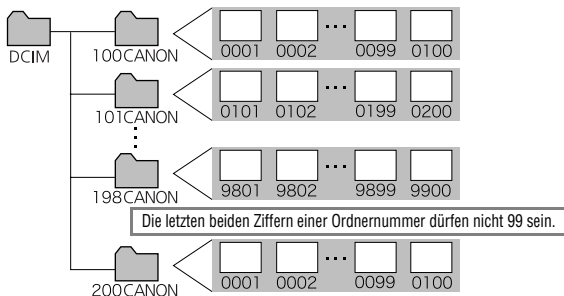 0001 0002 ... 0099 0100
DCIM 100CANON
0101 0102 ... 0199 0200
101CANON
9801 9802 ... 9899 9900
198CANON
Die letzten beiden Ziffern einer Ordnernummer dürfen nicht 99 sein.
0001 0002 ... 0099 0100
200CANON